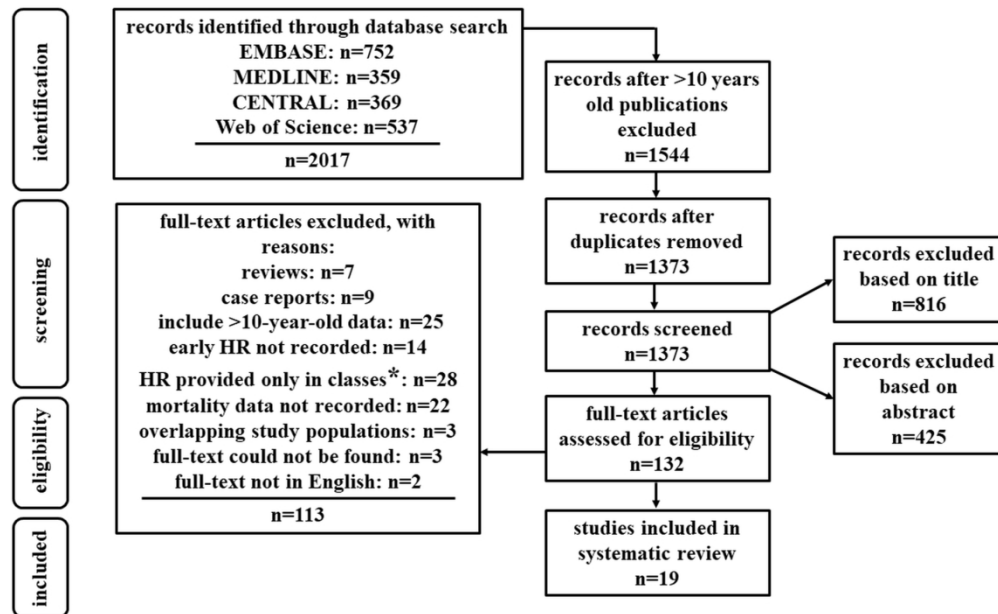 identification
records identified through database search
EMBASE: n=752
MEDLINE: n=359
CENTRAL: n=369
Web of Science: n=537
n=2017
records after >10 years
old publications
excluded
n=1544
screening
full-text articles excluded, with
reasons:
reviews: n=7
case reports: n=9
include >10-year-old data: n=25
early HR not recorded: n=14
HR provided only in classes*: n=28
mortality data not recorded: n=22
overlapping study populations: n=3
full-text could not be found: n=3
full-text not in English: n=2
n=113
records after
duplicates removed
n=1373
records screened
n=1373
records excluded
based on title
n=816
records excluded
based on
abstract
n=425
eligibility
full-text articles
assessed for eligibility
n=132
included
studies included in
systematic review
n=19